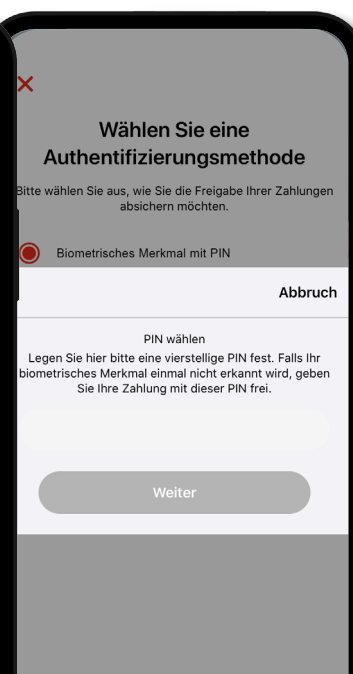 Wählen Sie eine
Authentifizierungsmethode
Bitte wählen Sie aus, wie Sie die Freigabe Ihrer Zahlungen
absichern möchten.
Biometrisches Merkmal mit PIN
Abbruch
PIN wählen
Legen Sie hier bitte eine vierstellige PIN fest. Falls Ihr
biometrisches Merkmal einmal nicht erkannt wird, geben
Sie Ihre Zahlung mit dieser PIN frei.
Weiter